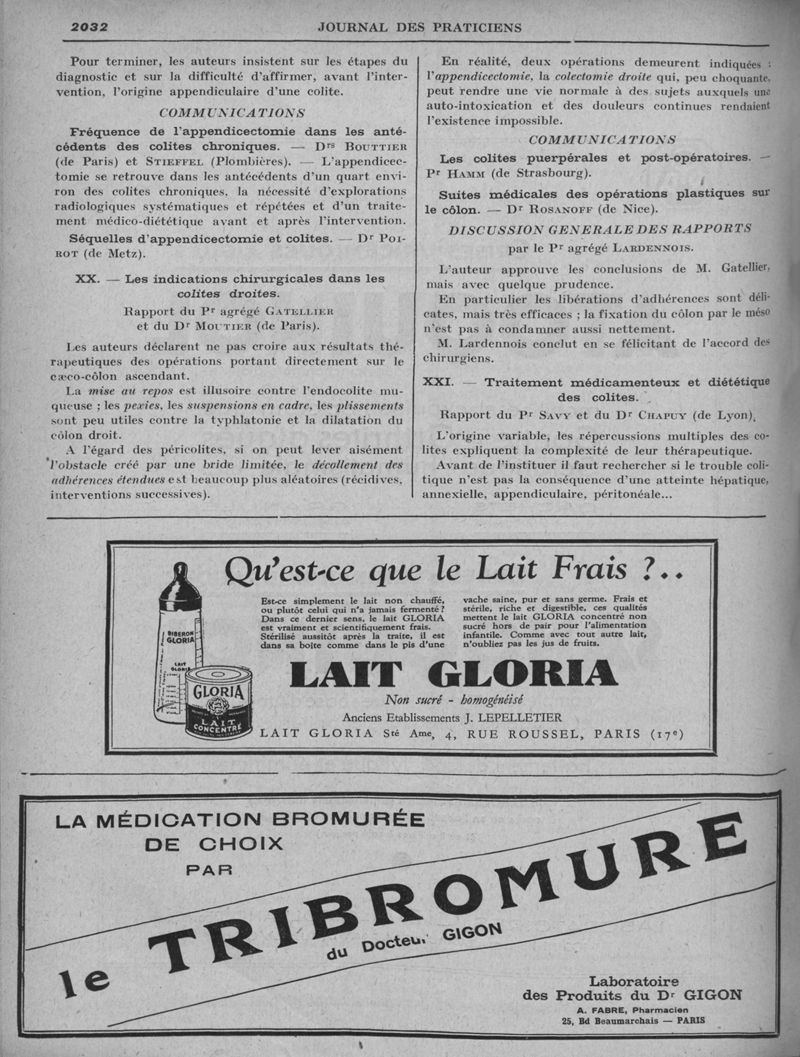 2032
JOURNAL DES PRATICIENS
Pour terminer, les auteurs insistent sur les étapes du
diagnostic et sur la difficulté d'affirmer, avant l'inter-
vention, l'origine appendiculaire d'une colite.
COMMUNICATIONS
Fréquence de l'appendicectomie dans les anté-
cédents des colites chroniques. — Drs BOUTTIER
(de Paris) et STIEFFEL (Plombières). — L'appendicec-
tomie se retrouve dans les antécédents d'un quart envi-
ron des colites chroniques, la nécessité d'explorations
radiologiques systématiques et répétées et d'un traite-
ment médico-diététique avant et après l'intervention.
Séquelles d'appendicectomie et colites. — Dr POI-
ROT (de Metz).
XX. — Les indications chirurgicales dans les
colites droites.
Rapport du Pr agrégé GATELLIER
et du Dr MOUTIER (de Paris).
Les auteurs déclarent ne pas croire aux résultats thé-
rapeutiques des opérations portant directement sur le
cæco-côlon ascendant.
La mise au repos est illusoire contre l'endocolite mu-
queuse ; les pexies, les suspensions en cadre, les plissements
sont peu utiles contre la typhlatonie et la dilatation du
côlon droit.
A l'égard des péricolites, si on peut lever aisément
l'obstacle créé par une bride limitée, le décollement des
adhérences étendues est beaucoup plus aléatoires (récidives,
interventions successives).
En réalité, deux opérations demeurent indiquées :
l'appendicectomie, la colectomie droite qui, peu choquante,
peut rendre une vie normale à des sujets auxquels une
auto-intoxication et des douleurs continues rendaient
l'existence impossible.
COMMUNICATIONS
Les colites puerpérales et post-opératoires. —
Pr HAMM (de Strasbourg).
Suites médicales des opérations plastiques sur
le côlon. — Dr ROSANOFF (de Nice).
DISCUSSION GENERALE DES RAPPORTS
par le Pr agrégé LARDENNOIS.
L'auteur approuve les conclusions de M. Gatellier,
mais avec quelque prudence.
En particulier les libérations d'adhérences sont déli-
cates, mais très efficaces ; la fixation du côlon par le méso
n'est pas à condamner aussi nettement.
M. Lardennois conclut en se félicitant de l'accord des
chirurgiens.
XXI. — Traitement médicamenteux et diététique
des colites.
Rapport du Pr SAVY et du Dr CHAPUY (de Lyon).
L'origine variable, les répercussions multiples des co-
lites expliquent la complexité de leur thérapeutique.
Avant de l'instituer il faut rechercher si le trouble coli-
tique n'est pas la conséquence d'une atteinte hépatique,
annexielle, appendiculaire, péritonéale...
Qu'est-ce que le Lait Frais ?..
Est-ce simplement le lait non chauffé,
ou plutôt celui qui n'a jamais fermenté ?
Dans ce dernier sens, le lait GLORIA
est vraiment et scientifiquement frais.
Stérilisé aussitôt après la traite, il est
dans sa boîte comme dans le pis d'une
vache saine, pur et sans germe. Frais et
stérile, riche et digestible, ces qualités
mettent le lait GLORIA concentré non
sucré hors de pair pour l'alimentation
infantile. Comme avec tout autre lait,
n'oubliez pas les jus de fruits.
BIBERON
GLORIA
LAIT
GLORIA
GLORIA
LAIT
CONCENTRÉ
LAIT GLORIA
Non sucré - homogénéisé
Anciens Etablissements J. LEPELLETIER
LAIT GLORIA Sté Ame, 4, RUE ROUSSEL, PARIS (17e)
LA MÉDICATION BROMURÉE
DE CHOIX
PAR
le TRIBROMURE
du Docteur GIGON
Laboratoire
des Produits du Dr GIGON
A. FABRE, Pharmacien
25, Bd Beaumarchais — PARIS